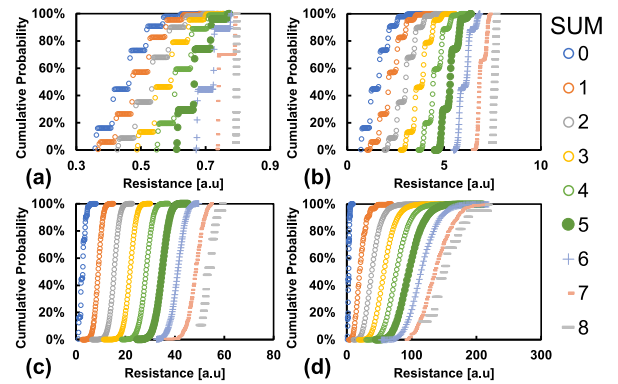 Cumulative Probability
100%
80%
60%
40%
20%
0%
0.3 0.5 0.7 0.9
(a) Resistance [a.u]
Cumulative Probability
100%
80%
60%
40%
20%
0%
0 5 10
(b) Resistance [a.u]
Cumulative Probability
100%
80%
60%
40%
20%
0%
0 20 40 60 80
(c) Resistance [a.u]
Cumulative Probability
100%
80%
60%
40%
20%
0%
0 100 200 300
(d) Resistance [a.u]
SUM
0
1
2
3
4
5
6
7
8